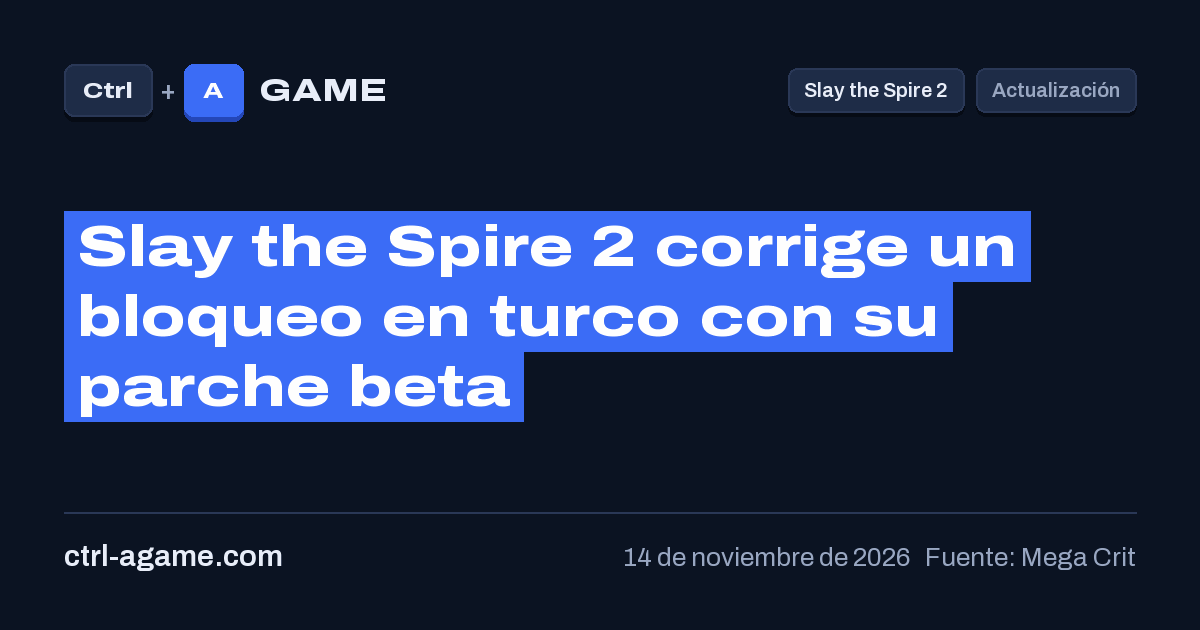 Ctrl + A GAME
Slay the Spire 2 Actualización
Slay the Spire 2 corrige un
bloqueo en turco con su
parche beta
ctrl-agame.com
14 de noviembre de 2026 Fuente: Mega Crit